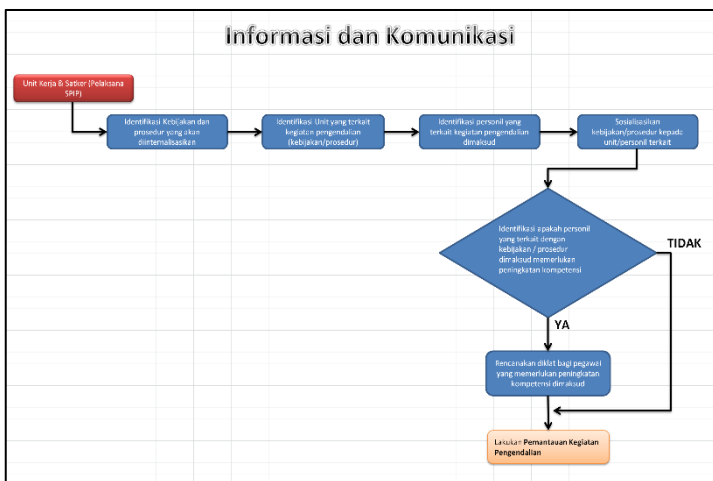 Informasi dan Komunikasi
Unit Kerja & Satker (Pelaksana
SPIP)
Identifikasi Kebijakan dan
prosedur yang akan
diinternalisasikan
Identifikasi Unit yang terkait
kegiatan pengendalian
(kebijakan/prosedur)
Identifikasi personil yang
terkait kegiatan pengendalian
dimaksud
Sosialisasikan
kebijakan/prosedur kepada
unit/personil terkait
Identifikasi apakah personil
yang terkait dengan
kebijakan / prosedur
dimaksud memerlukan
peningkatan kompetensi
TIDAK
YA
Rencanakan diklat bagi pegawai
yang memerlukan peningkatan
kompetensi dimaksud
Lakukan Pemantauan Kegiatan
Pengendalian